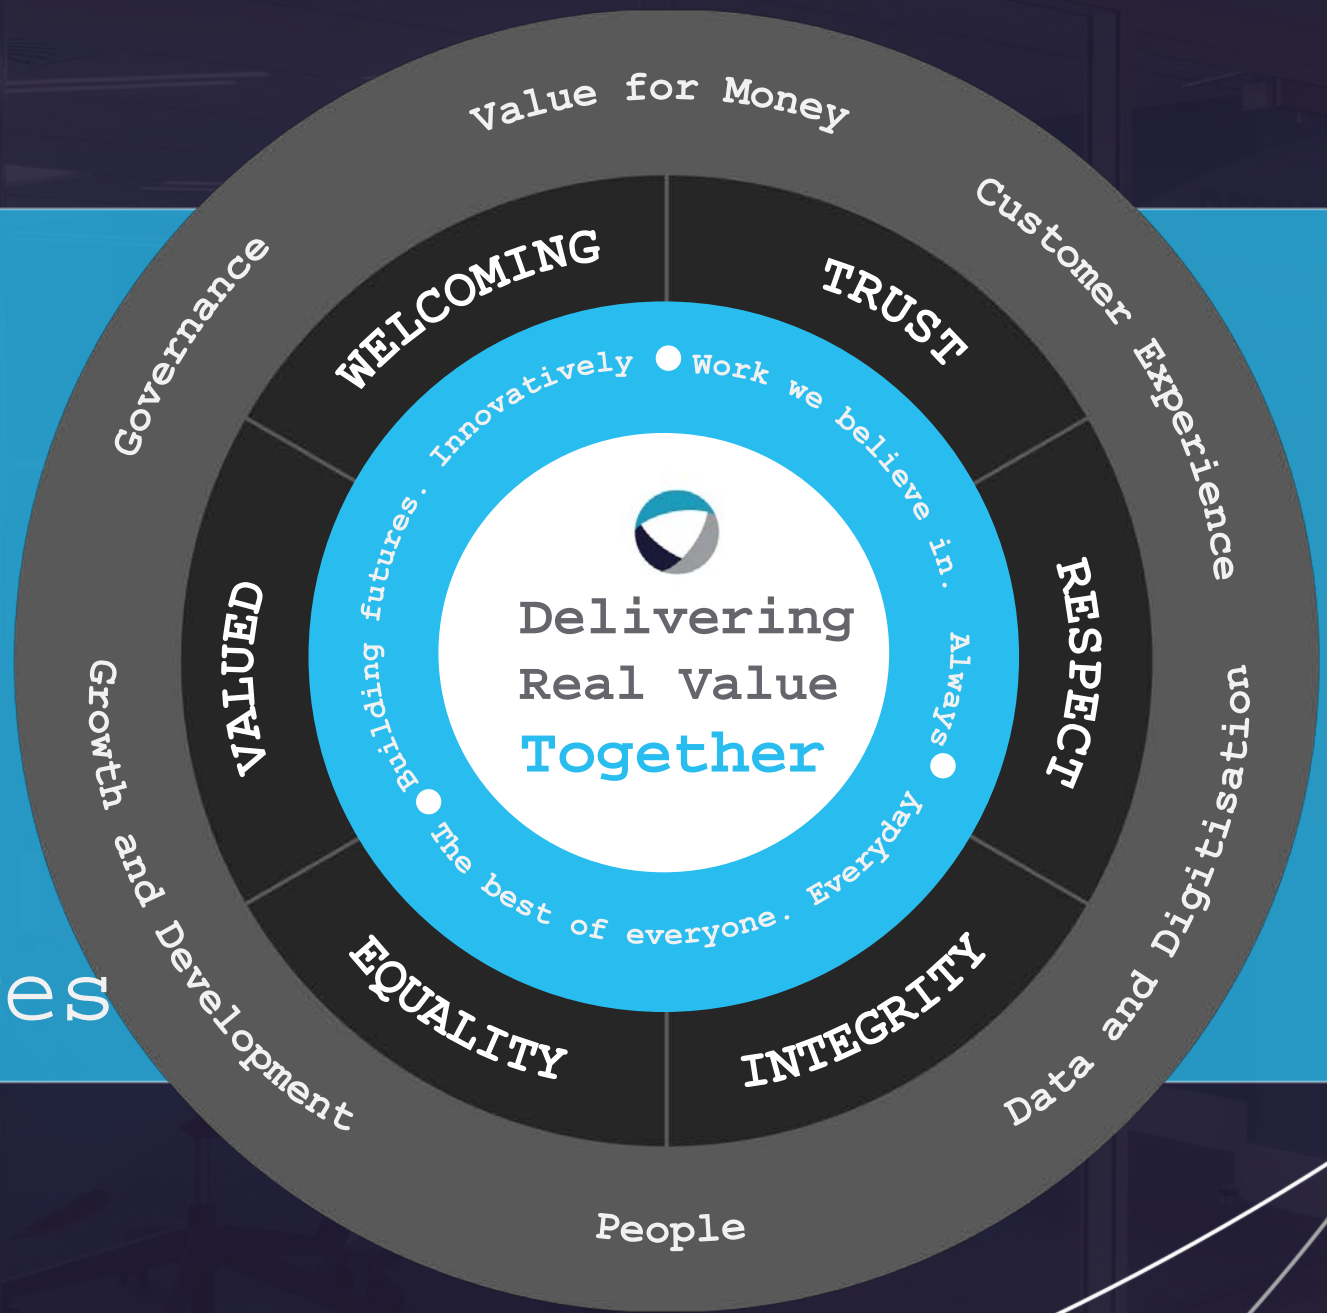 Value for Money
Customer Experience
Data and Digitisation
People
Growth and Development
Governance
WELCOMING
TRUST
RESPECT
INTEGRITY
EQUALITY
VALUED
Work we believe in. Always
The best of everyone. Everyday
Building futures. Innovatively
Delivering
Real Value
Together
es